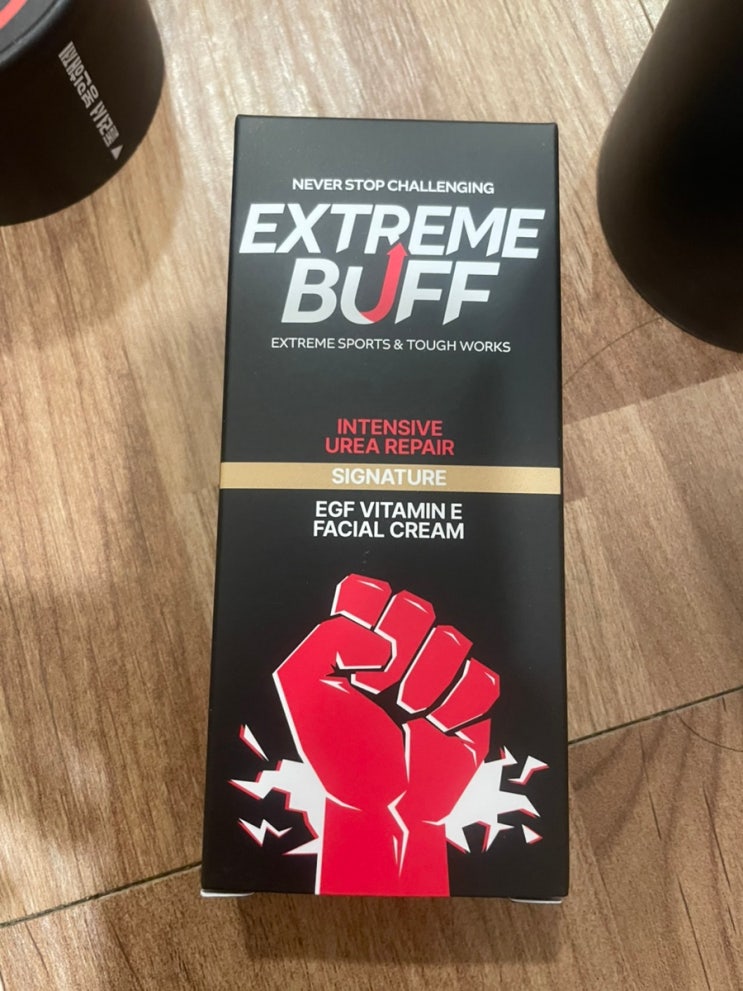 NEVER STOP CHALLENGING
EXTREME
BUFF
EXTREME SPORTS & TOUGH WORKS
INTENSIVE
UREA REPAIR
SIGNATURE
EGF VITAMIN E
FACIAL CREAM